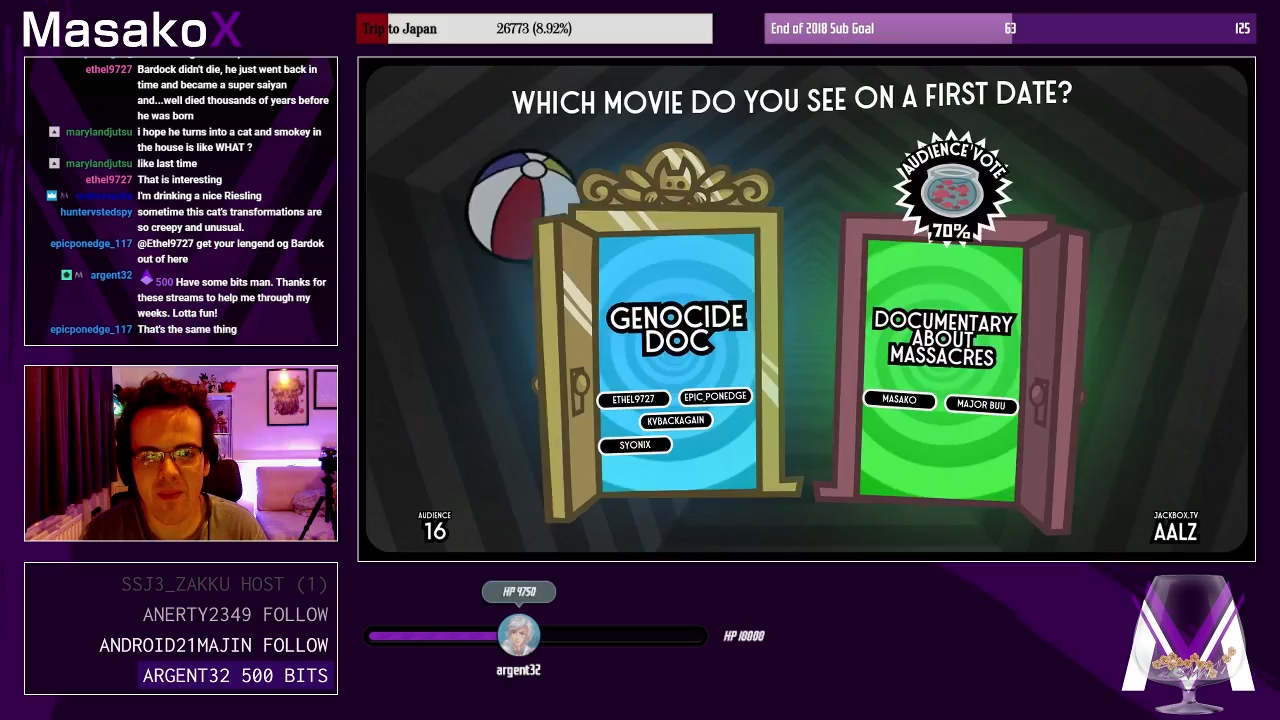 MasakoX
Trip to Japan 26773 (8.92%)
End of 2018 Sub Goal 63 125
ethel9727 Bardock didn't die, he just went back in
time and became a super saiyan
and...well died thousands of years before
he was born
marylandjutsu i hope he turns into a cat and smokey in
the house is like WHAT ?
marylandjutsu like last time
ethel9727 That is interesting
I'm drinking a nice Riesling
huntervstedspy sometime this cat's transformations are
so creepy and unusual.
epicponedge_117 @Ethel9727 get your lengend og Bardok
out of here
argent32 500 Have some bits man. Thanks for
these streams to help me through my
weeks. Lotta fun!
epicponedge_117 That's the same thing
WHICH MOVIE DO YOU SEE ON A FIRST DATE?
AUDIENCE VOTE
70%
GENOCIDE
DOC
ETHEL9727 EPIC PONEDGE
KVBACKAGAIN
SYONIX
DOCUMENTARY
ABOUT
MASSACRES
MASAKO MAJOR BUU
AUDIENCE
16
JACKBOX.TV
AALZ
SSJ3_ZAKKU HOST (1)
ANERTY2349 FOLLOW
ANDROID21MAJIN FOLLOW
ARGENT32 500 BITS
HP 4750
HP 10000
argent32